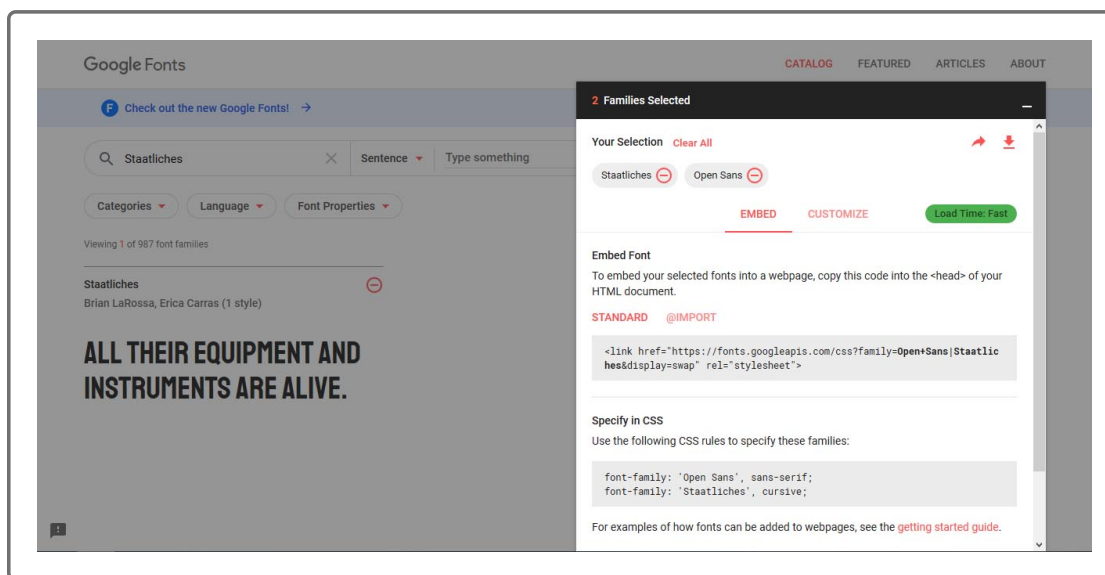 Google Fonts
CATALOG FEATURED ARTICLES ABOUT
F Check out the new Google Fonts! →
Staatliches
Sentence
Type something
Categories
Language
Font Properties
Viewing 1 of 987 font families
Staatliches
Brian LaRossa, Erica Carras (1 style)
ALL THEIR EQUIPMENT AND
INSTRUMENTS ARE ALIVE.
2 Families Selected
Your Selection Clear All
Staatliches
Open Sans
EMBED CUSTOMIZE Load Time: Fast
Embed Font
To embed your selected fonts into a webpage, copy this code into the <head> of your
HTML document.
STANDARD @IMPORT
<link href="https://fonts.googleapis.com/css?family=Open+Sans|Staatlic
hes&display=swap" rel="stylesheet">
Specify in CSS
Use the following CSS rules to specify these families:
font-family: 'Open Sans', sans-serif;
font-family: 'Staatliches', cursive;
For examples of how fonts can be added to webpages, see the getting started guide.